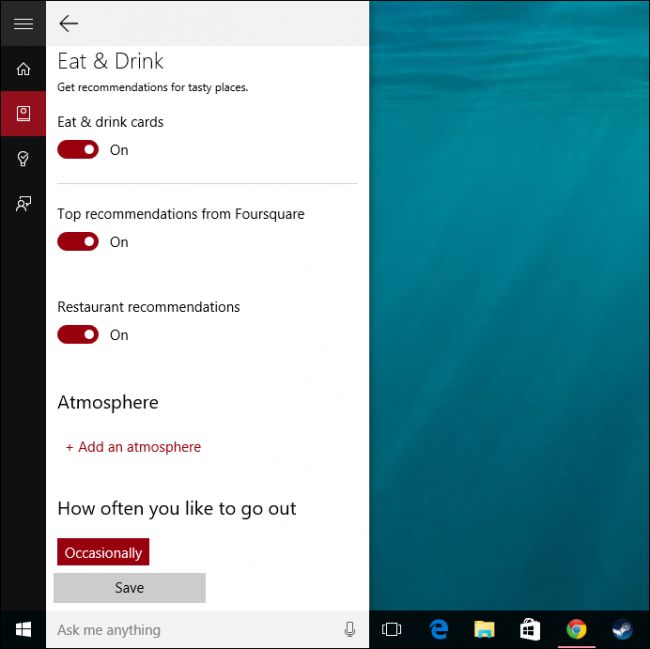 Eat & Drink
Get recommendations for tasty places.
Eat & drink cards
On
Top recommendations from Foursquare
On
Restaurant recommendations
On
Atmosphere
+ Add an atmosphere
How often you like to go out
Occasionally
Save
Ask me anything